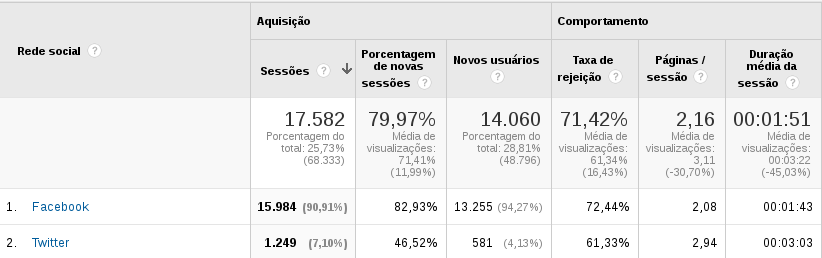 Aquisição Comportamento
Rede social ?
Sessões ? ↓ Porcentagem de novas sessões ? Novos usuários ? Taxa de rejeição ? Páginas / sessão ? Duração média da sessão ?
17.582 79,97% 14.060 71,42% 2,16 00:01:51
Porcentagem do Média de Porcentagem do Média de Média de Média de
total: 25,73% visualizações: total: 28,81% visualizações: visualizações: visualizações:
(68.333) 71,41% (48.796) 61,34% 3,11 00:03:22
(11,99%) (16,43%) (-30,70%) (-45,03%)
1. Facebook 15.984 (90,91%) 82,93% 13.255 (94,27%) 72,44% 2,08 00:01:43
2. Twitter 1.249 (7,10%) 46,52% 581 (4,13%) 61,33% 2,94 00:03:03